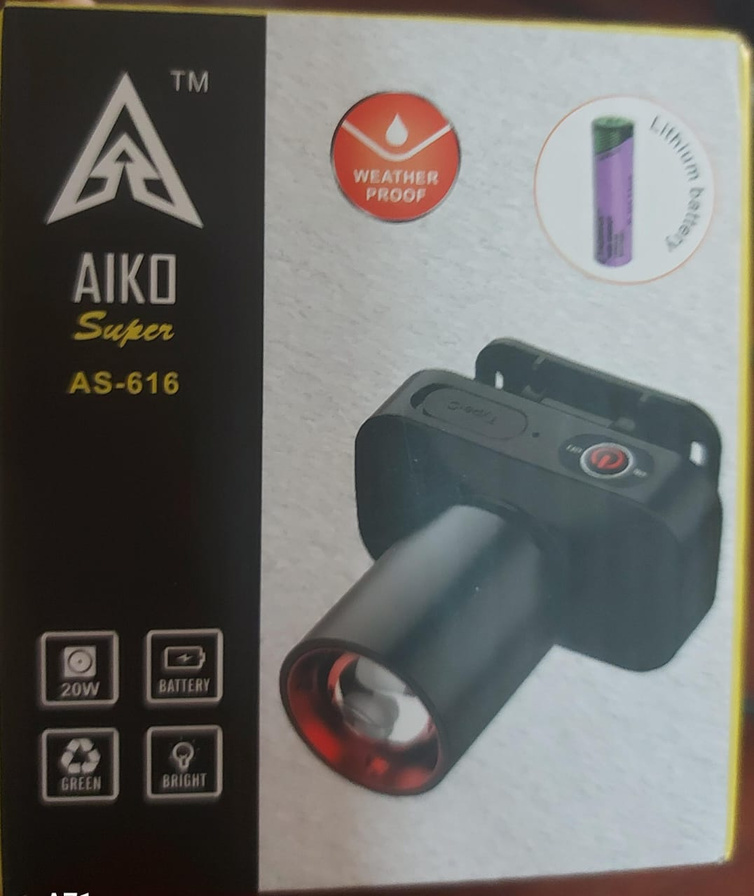 TM
AIKO
Super
AS-616
WEATHER
PROOF
Lithium battery
20W
BATTERY
GREEN
BRIGHT